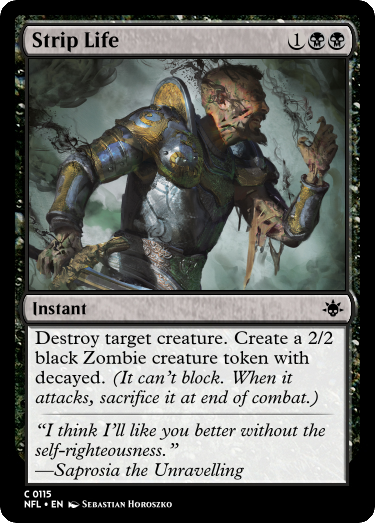 Strip Life 1
Instant
Destroy target creature. Create a 2/2
black Zombie creature token with
decayed. (It can't block. When it
attacks, sacrifice it at end of combat.)
“I think I'll like you better without the
self-righteousness.”
—Saprosia the Unravelling
C 0115
NFL • EN Sebastian Horoszko